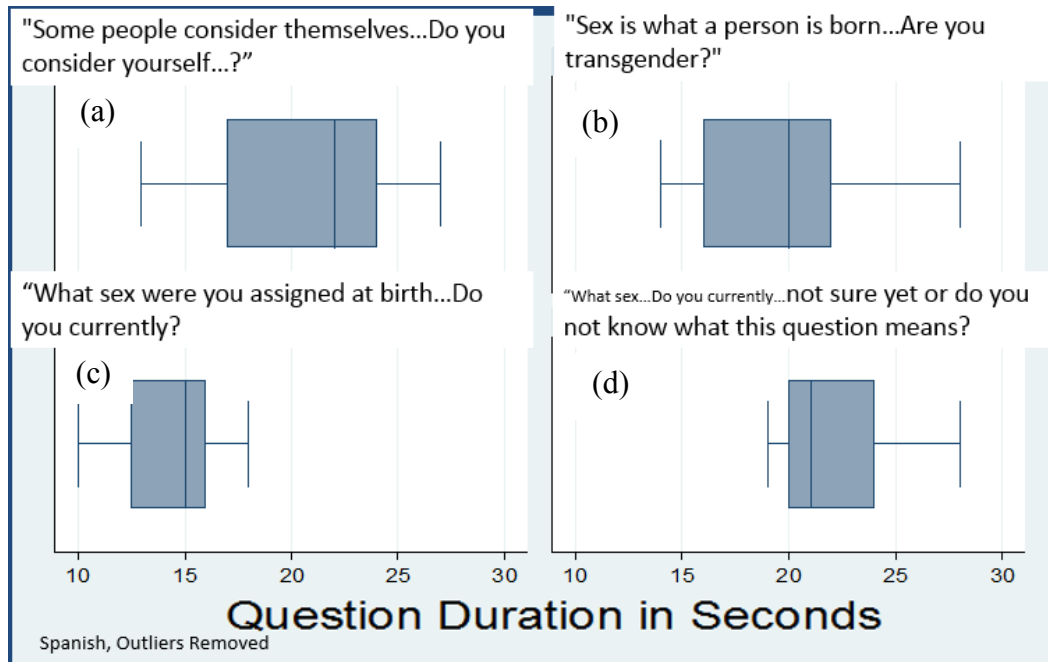 "Some people consider themselves...Do you
consider yourself...?”
"Sex is what a person is born...Are you
transgender?"
(a)
(b)
“What sex were you assigned at birth...Do
you currently?
“What sex...Do you currently...not sure yet or do you
not know what this question means?
(c)
(d)
10 15 20 25 30
10 15 20 25 30
Question Duration in Seconds
Spanish, Outliers Removed